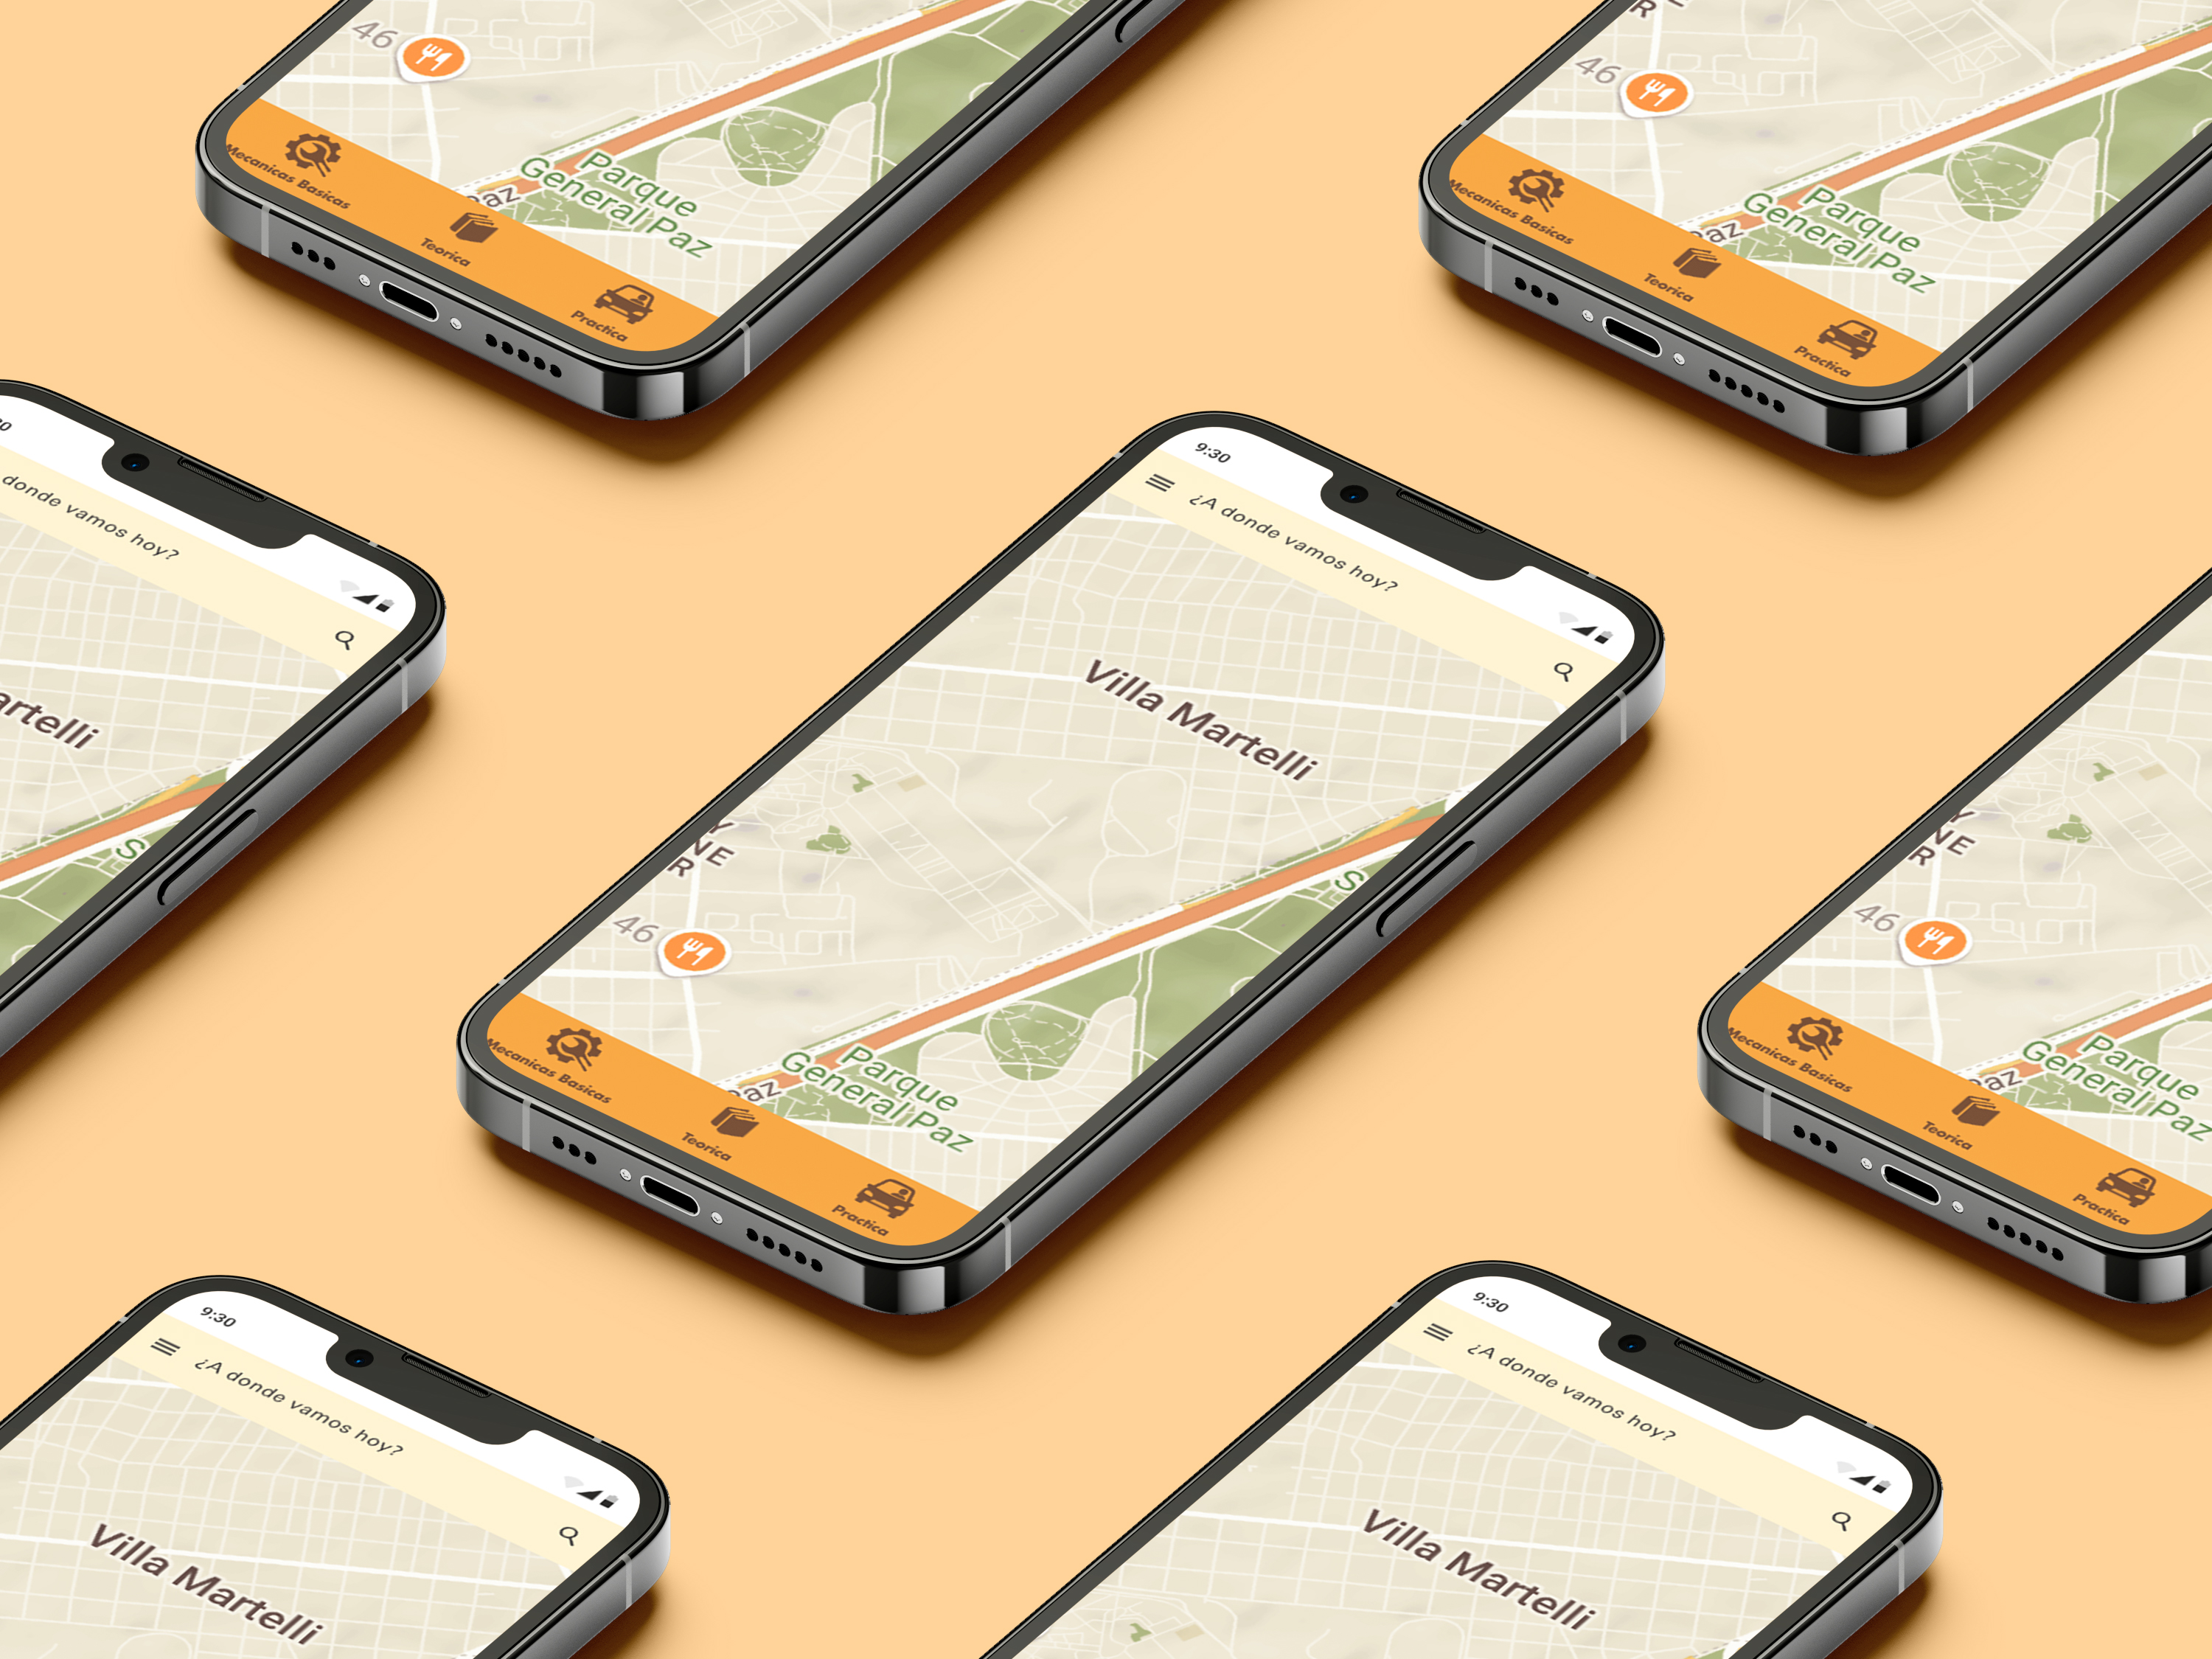 46
Mecanicas Basicas
Teorica
Practica
Parque
General Paz
46
Mecanicas Basicas
Teorica
Practica
Parque
General Paz
donde vamos hoy?
9:30
¿A donde vamos hoy?
Villa Martelli
46
Parque
General Paz
Mecanicas Basicas
Teorica
Practica
46
Parque
General Paz
Mecanicas Basicas
Teorica
Practica
9:30
¿A donde vamos hoy?
Villa Martelli
9:30
¿A donde vamos hoy?
Villa Martelli